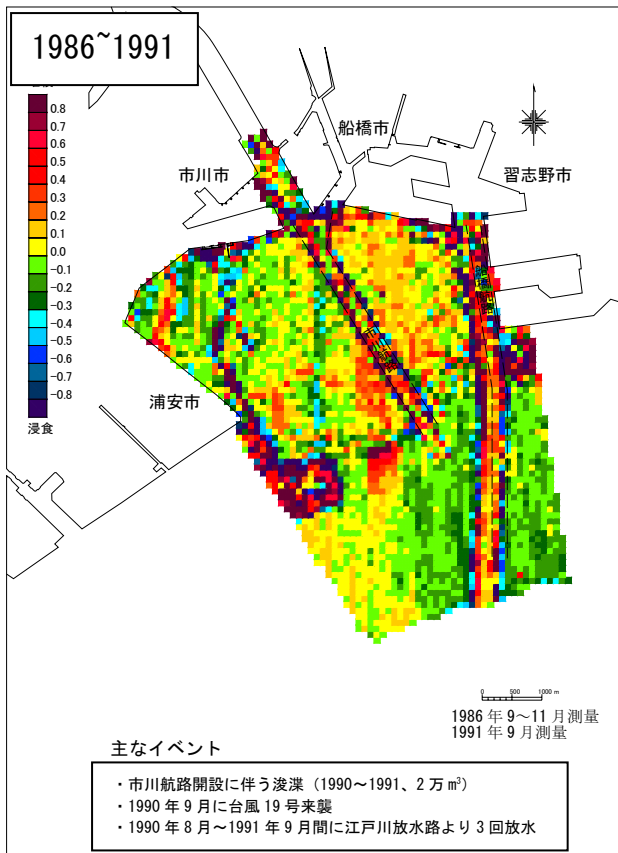 1986~1991
0.8
0.7
0.6
0.5
0.4
0.3
0.2
0.1
0.0
−0.1
−0.2
−0.3
−0.4
−0.5
−0.6
−0.7
−0.8
浸食
船橋市
市川市
習志野市
浦安市
市川航路
0 500 1000 m
1986 年 9～11 月測量
1991 年 9 月測量
主なイベント
・市川航路開設に伴う浚渫（1990～1991、2 万 m³）
・1990 年 9 月に台風 19 号来襲
・1990 年 8 月～1991 年 9 月間に江戸川放水路より 3 回放水